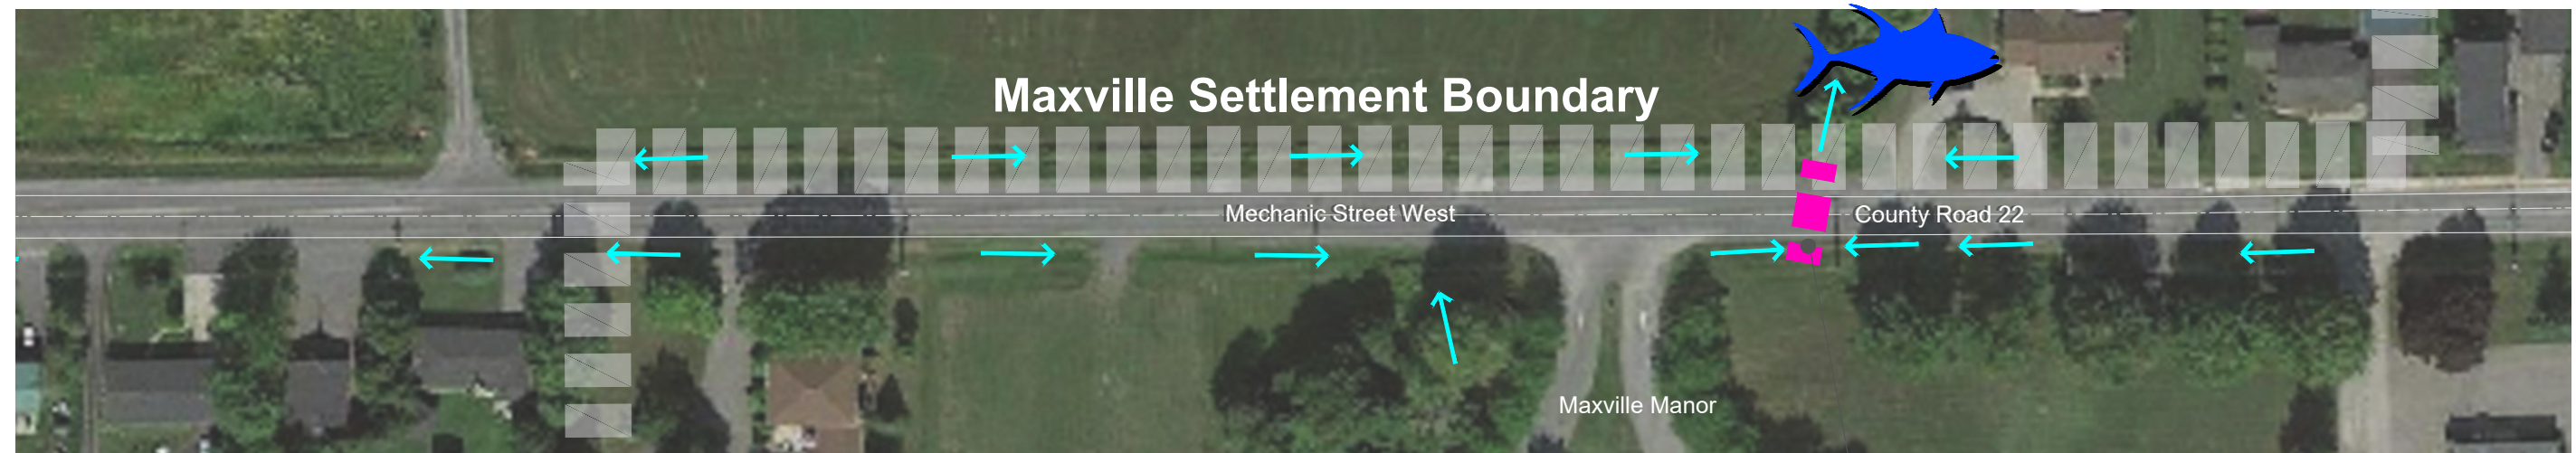 Maxville Settlement Boundary
Mechanic Street West
County Road 22
Maxville Manor